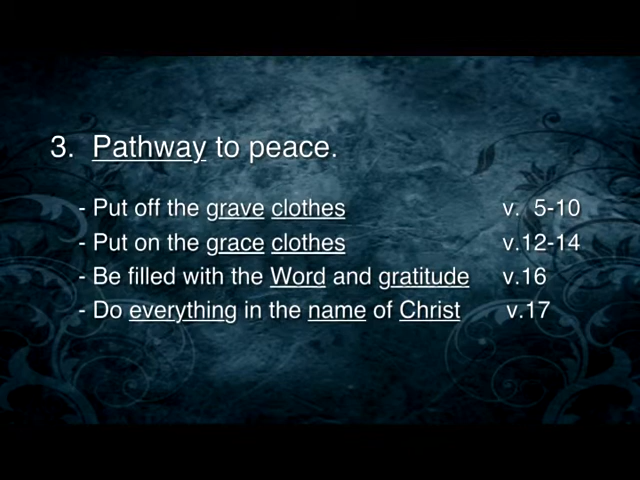 3. Pathway to peace.
- Put off the grave clothes v. 5-10
- Put on the grace clothes v.12-14
- Be filled with the Word and gratitude v.16
- Do everything in the name of Christ v.17